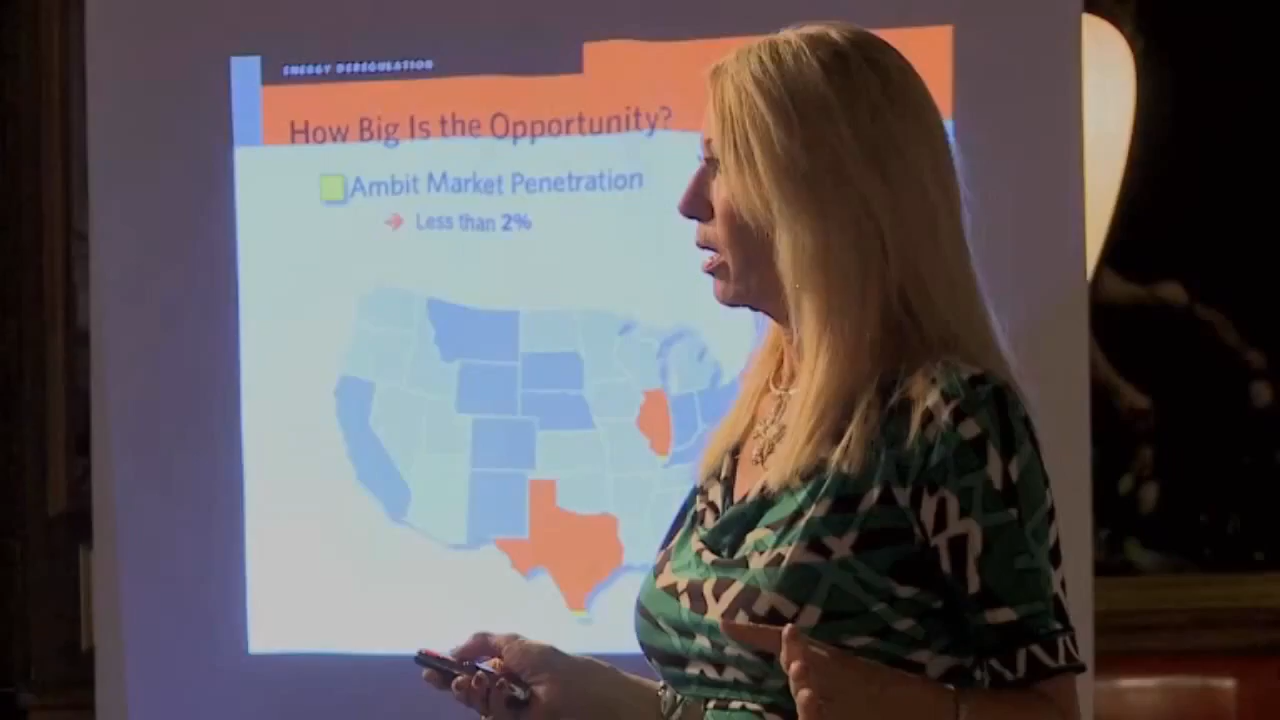 ENERGY DEREGULATION
How Big Is the Opportunity?
Ambit Market Penetration
Less than 2%